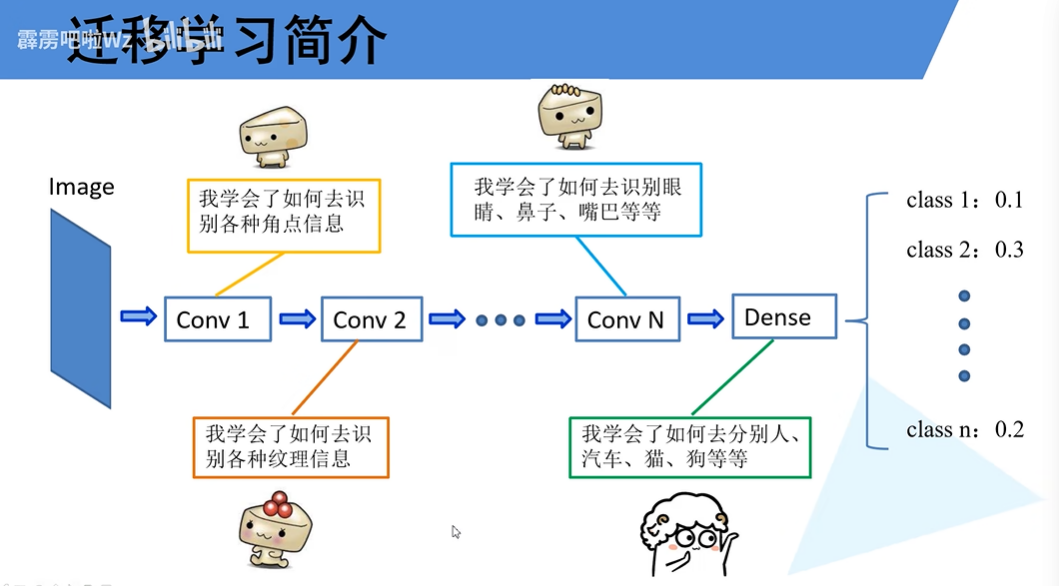 迁移学习简介
霹雳吧啦Wz bilibili
Image
我学会了如何去识
别各种角点信息
我学会了如何去识别眼
睛、鼻子、嘴巴等等
class 1：0.1
class 2：0.3
Conv 1
Conv 2
Conv N
Dense
我学会了如何去识
别各种纹理信息
我学会了如何去分别人、
汽车、猫、狗等等
class n：0.2